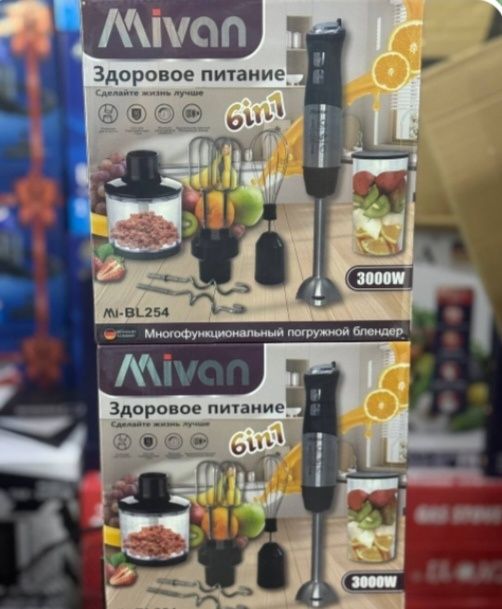 Mivan
Здоровое питание
Сделайте жизнь лучше
6in1
3000W
Mi-BL254
Многофункциональный погружной блендер
Mivan
Здоровое питание
Сделайте жизнь лучше
6in1
3000W